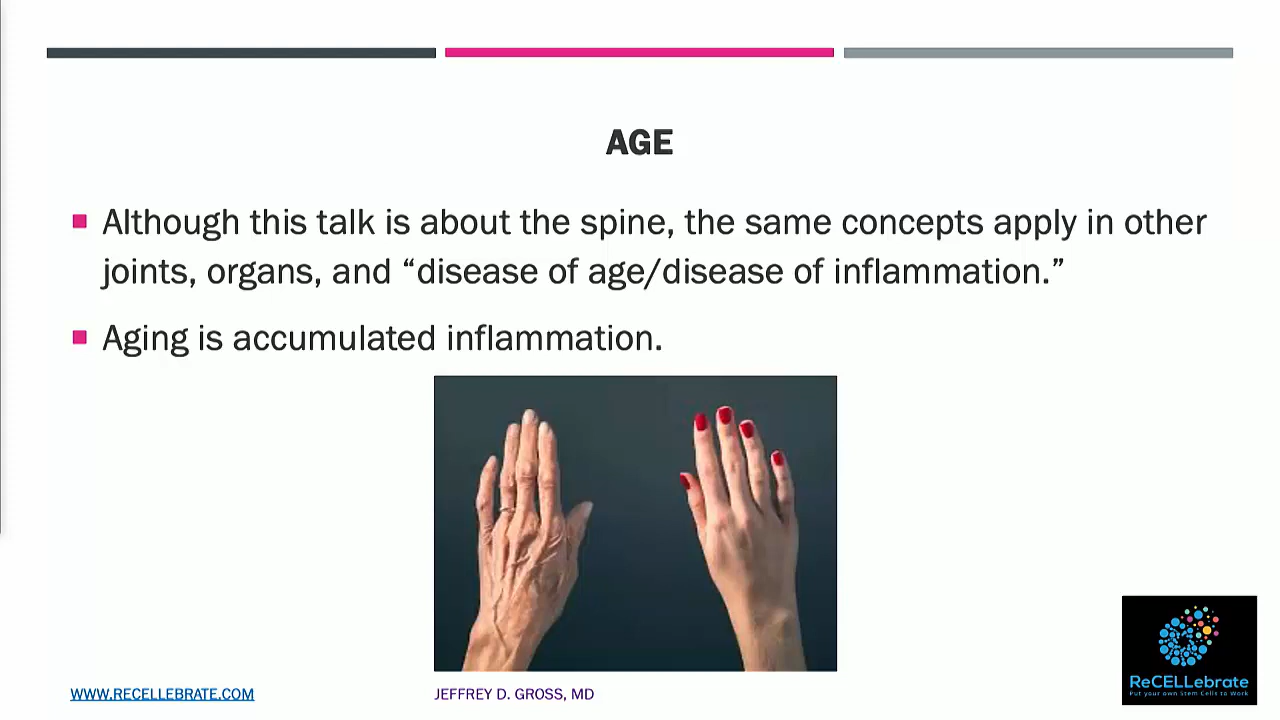 AGE
Although this talk is about the spine, the same concepts apply in other
joints, organs, and “disease of age/disease of inflammation.”
Aging is accumulated inflammation.
WWW.RECELLEBRATE.COM
JEFFREY D. GROSS, MD
ReCELLebrate
Put your own Stem Cells to Work